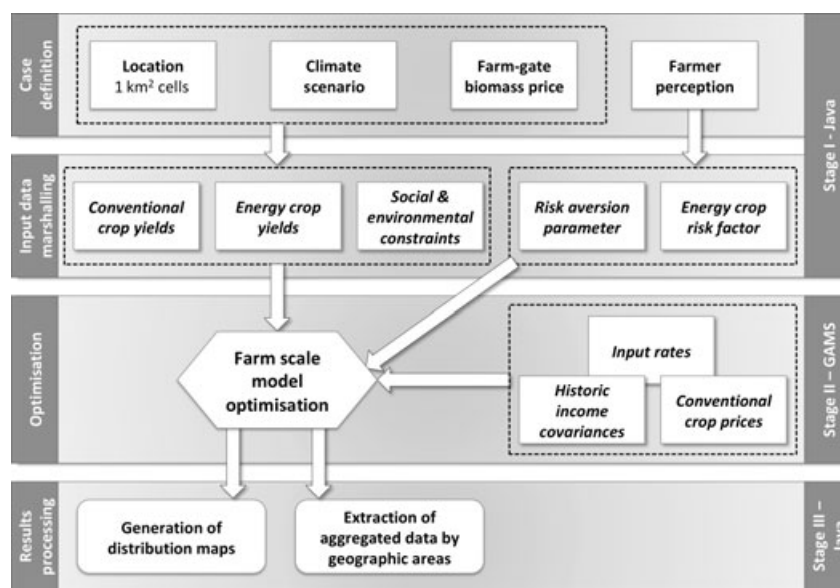 Case
definition
Location
1 km² cells
Climate
scenario
Farm-gate
biomass price
Farmer
perception
Stage I - Java
Input data
marshalling
Conventional
crop yields
Energy crop
yields
Social &
environmental
constraints
Risk aversion
parameter
Energy crop
risk factor
Optimisation
Farm scale
model
optimisation
Input rates
Historic
income
covariances
Conventional
crop prices
Stage II – GAMS
Results
processing
Generation of
distribution maps
Extraction of
aggregated data by
geographic areas
Stage III –
Java